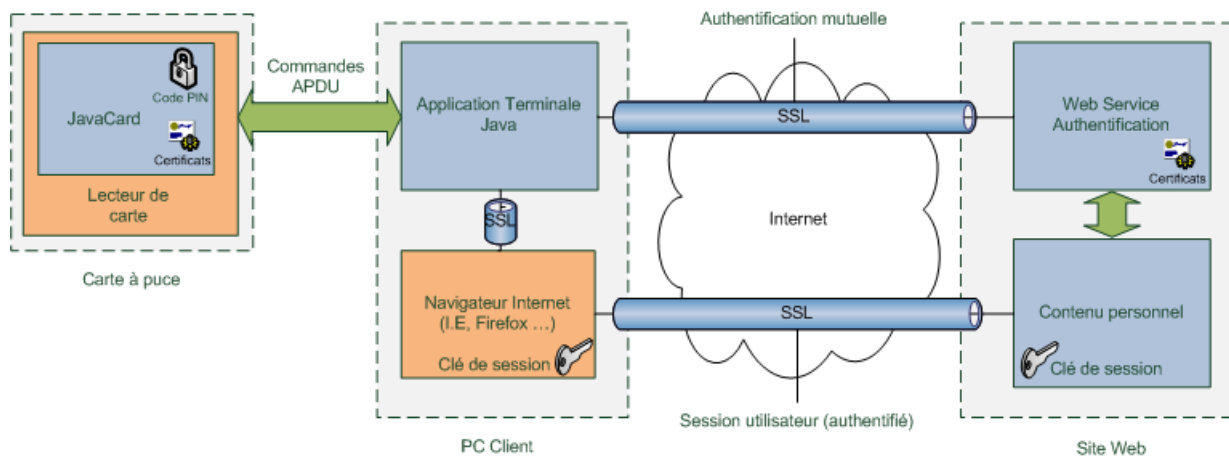 Commandes
APDU
Authentification mutuelle
Code PIN
JavaCard
Certificats
Lecteur de
carte
Carte à puce
Application Terminale
Java
SSL
Navigateur Internet
(I.E, Firefox ...)
Clé de session
PC Client
SSL
Internet
SSL
Session utilisateur (authentifié)
Web Service
Authentification
Certificats
Contenu personnel
Clé de session
Site Web